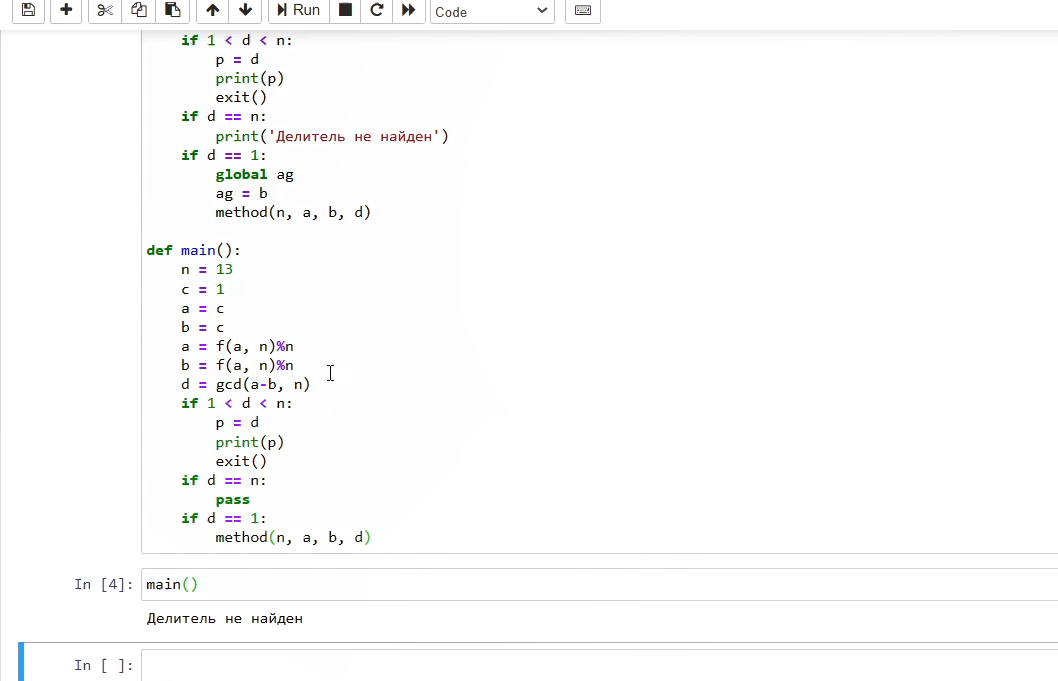 Run
Code
    if 1 < d < n:
        p = d
        print(p)
        exit()
    if d == n:
        print('Делитель не найден')
    if d == 1:
        global ag
        ag = b
        method(n, a, b, d)
def main():
    n = 13
    c = 1
    a = c
    b = c
    a = f(a, n)%n
    b = f(a, n)%n
    d = gcd(a-b, n)
    if 1 < d < n:
        p = d
        print(p)
        exit()
    if d == n:
        pass
    if d == 1:
        method(n, a, b, d)
In [4]: main()
Делитель не найден
In [ ]: